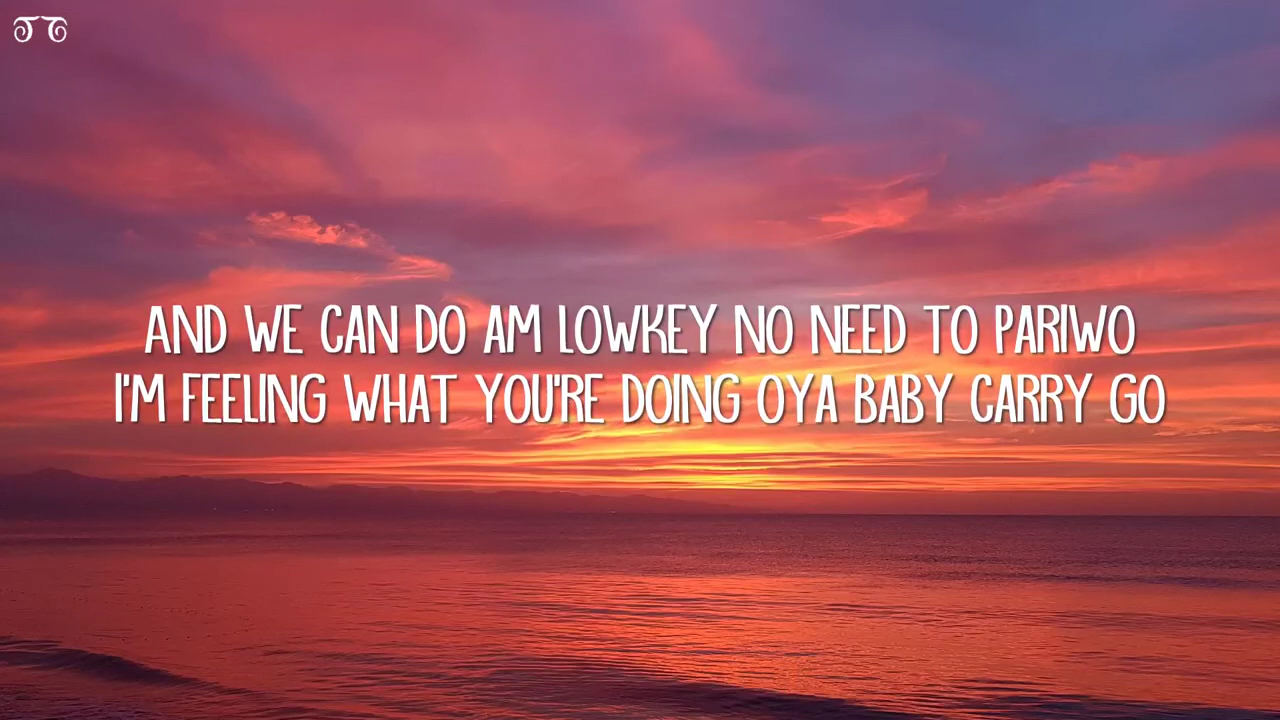 AND WE CAN DO AM LOWKEY NO NEED TO PARIWO
I'M FEELING WHAT YOU'RE DOING OYA BABY CARRY GO